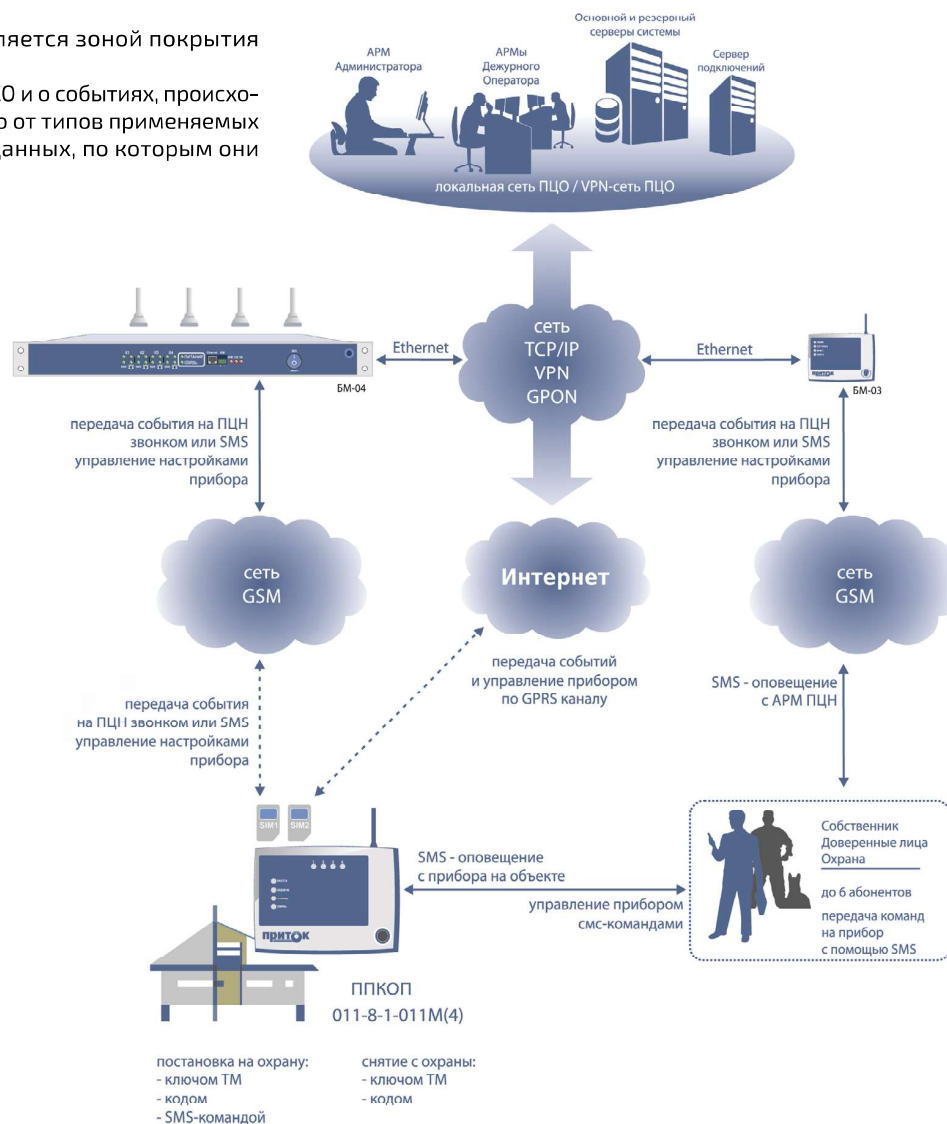 ляется зоной покрытия
О и о событиях, происхо-
о от типов применяемых
данных, по которым они
Основной и резервный
серверы системы
АРМ
Администратора
АРМы
Дежурного
Оператора
Сервер
подключений
локальная сеть ПЦО / VPN-сеть ПЦО
Ethernet
сеть
TCP/IP
VPN
GPON
Ethernet
БМ-04
БМ-03
передача события на ПЦН
звонком или SMS
управление настройками
прибора
передача события на ПЦН
звонком или SMS
управление настройками
прибора
сеть
GSM
Интернет
сеть
GSM
передача событий
и управление прибором
по GPRS каналу
SMS - оповещение
с АРМ ПЦН
передача события
на ПЦН звонком или SMS
управление настройками
прибора
SIM1
SIM2
ПРИТОК
SMS - оповещение
с прибора на объекте
управление прибором
смс-командами
Собственник
Доверенные лица
Охрана
до 6 абонентов
передача команд
на прибор
с помощью SMS
ППКОП
011-8-1-011М(4)
постановка на охрану:
- ключом ТМ
- кодом
- SMS-командой
снятие с охраны:
- ключом ТМ
- кодом